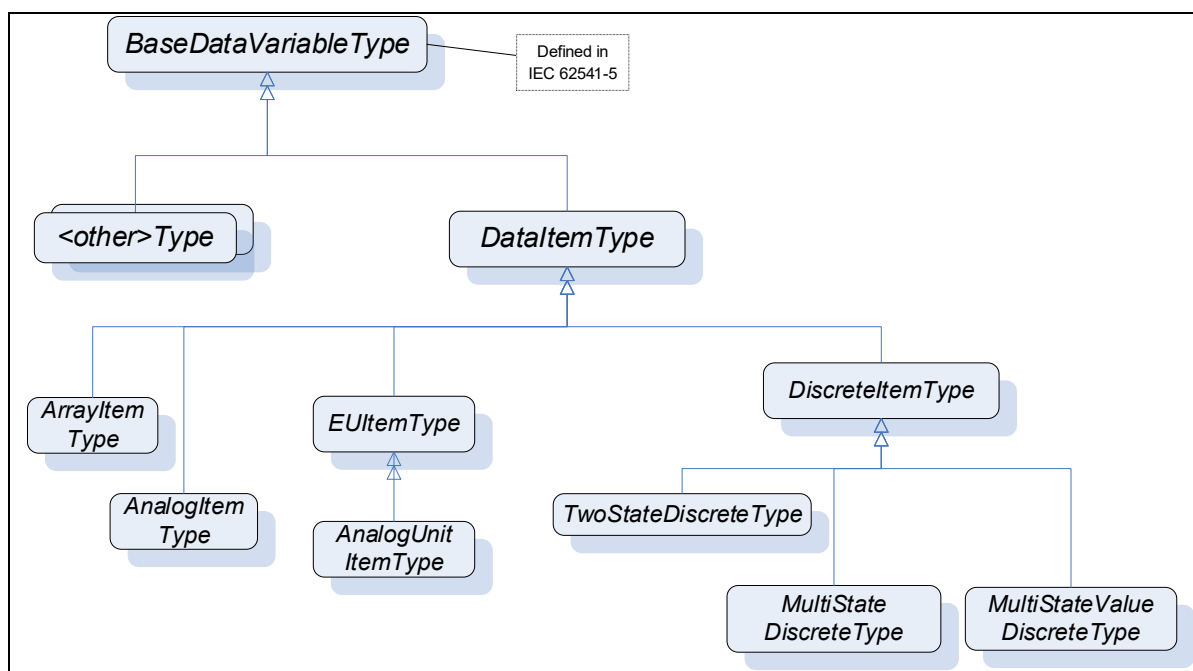 BaseDataVariableType
Defined in
IEC 62541-5
<other>Type
DataItemType
ArrayItem
Type
EUItemType
DiscreteItemType
AnalogItem
Type
AnalogUnit
ItemType
TwoStateDiscreteType
MultiState
DiscreteType
MultiStateValue
DiscreteType